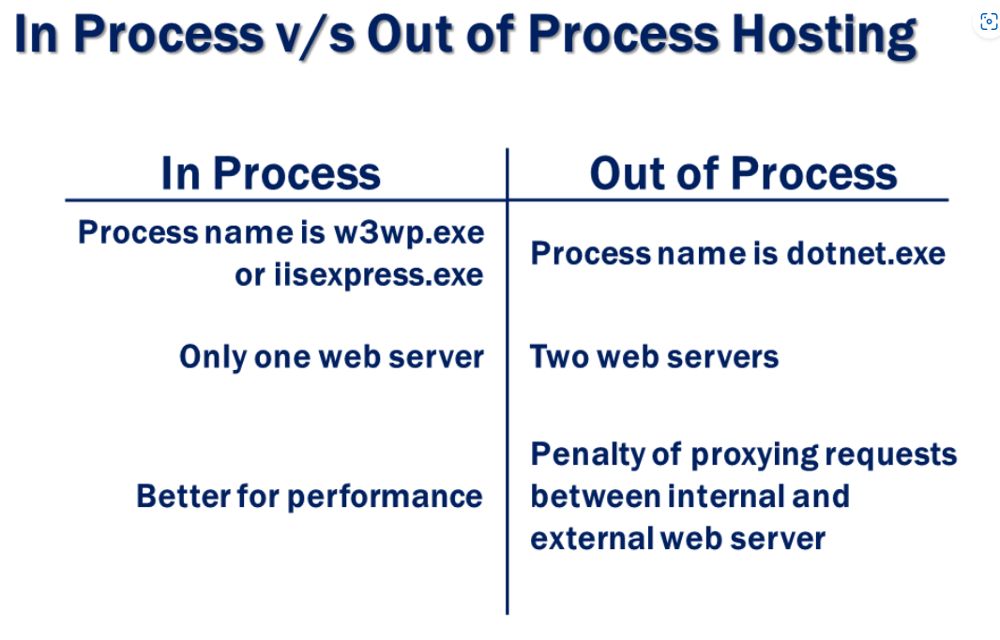 In Process v/s Out of Process Hosting
In Process
Out of Process
Process name is w3wp.exe
or iisexpress.exe
Process name is dotnet.exe
Only one web server
Two web servers
Better for performance
Penalty of proxying requests
between internal and
external web server